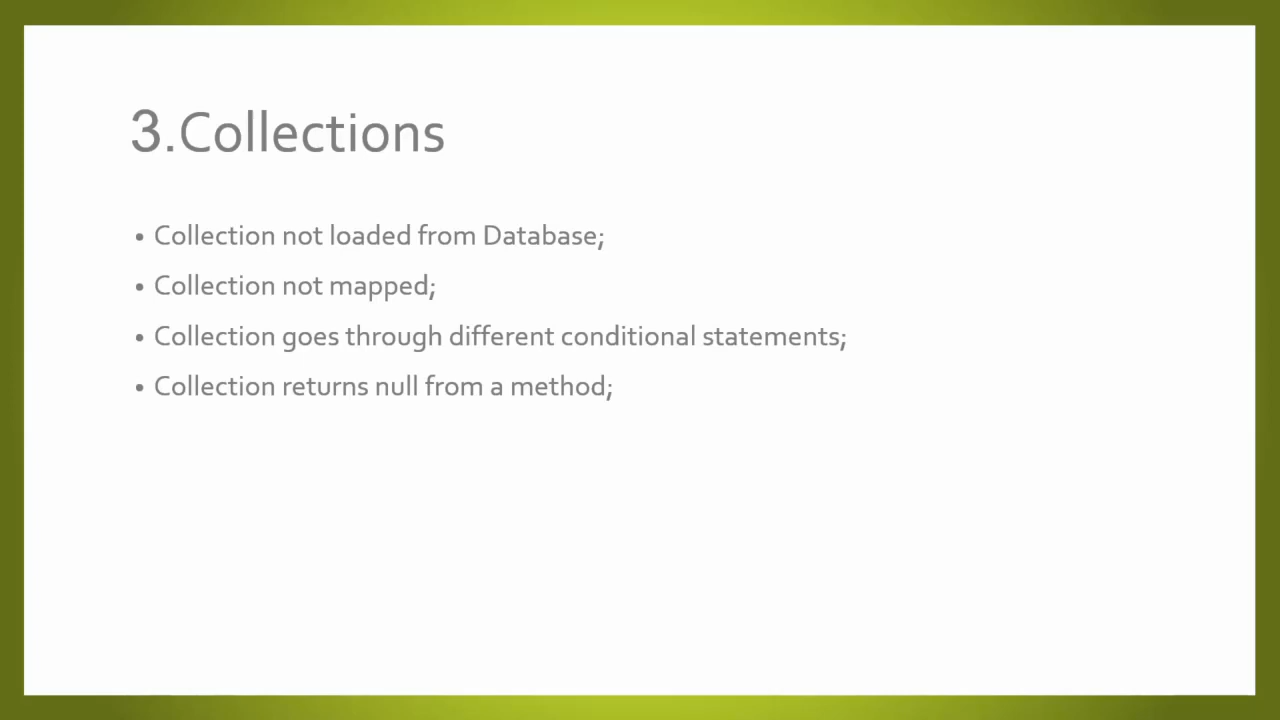 3.Collections
• Collection not loaded from Database;
• Collection not mapped;
• Collection goes through different conditional statements;
• Collection returns null from a method;